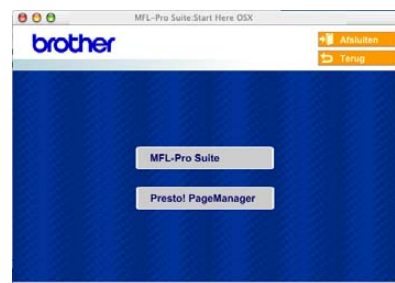 MFL-Pro Suite:Start Here OSX
brother
Afsluiten
Terug
MFL-Pro Suite
Presto! PageManager